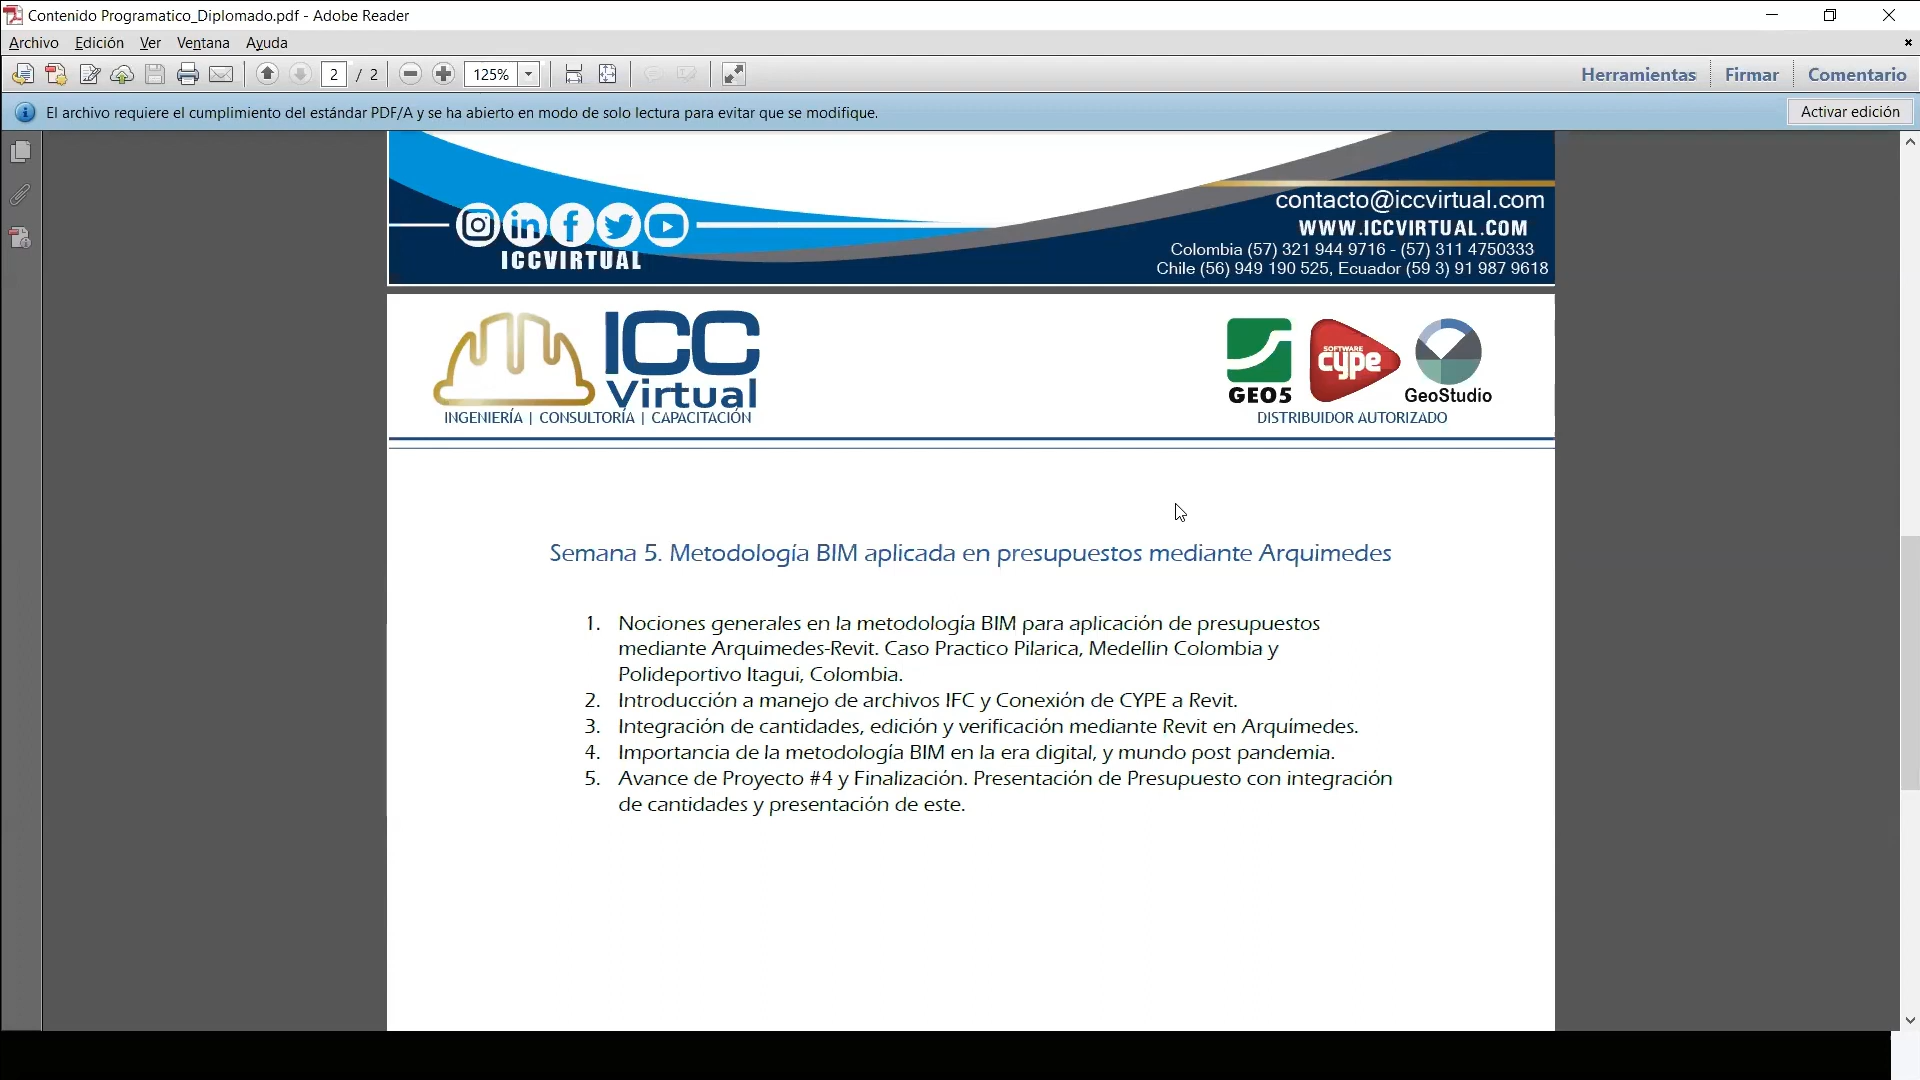 Contenido Programatico_Diplomado.pdf - Adobe Reader
Archivo Edición Ver Ventana Ayuda
2 / 2 125% Herramientas Firmar Comentario
El archivo requiere el cumplimiento del estándar PDF/A y se ha abierto en modo de solo lectura para evitar que se modifique. Activar edición
contacto@iccvirtual.com
WWW.ICCVIRTUAL.COM
Colombia (57) 321 944 9716 - (57) 311 4750333
Chile (56) 949 190 525, Ecuador (59 3) 91 987 9618
in f
ICCVIRTUAL
ICC
Virtual
INGENIERÍA | CONSULTORÍA | CAPACITACIÓN
GEO5
SOFTWARE
cype
GeoStudio
DISTRIBUIDOR AUTORIZADO
Semana 5. Metodología BIM aplicada en presupuestos mediante Arquimedes
1. Nociones generales en la metodología BIM para aplicación de presupuestos
mediante Arquimedes-Revit. Caso Practico Pilarica, Medellin Colombia y
Polideportivo Itagui, Colombia.
2. Introducción a manejo de archivos IFC y Conexión de CYPE a Revit.
3. Integración de cantidades, edición y verificación mediante Revit en Arquímedes.
4. Importancia de la metodología BIM en la era digital, y mundo post pandemia.
5. Avance de Proyecto #4 y Finalización. Presentación de Presupuesto con integración
de cantidades y presentación de este.